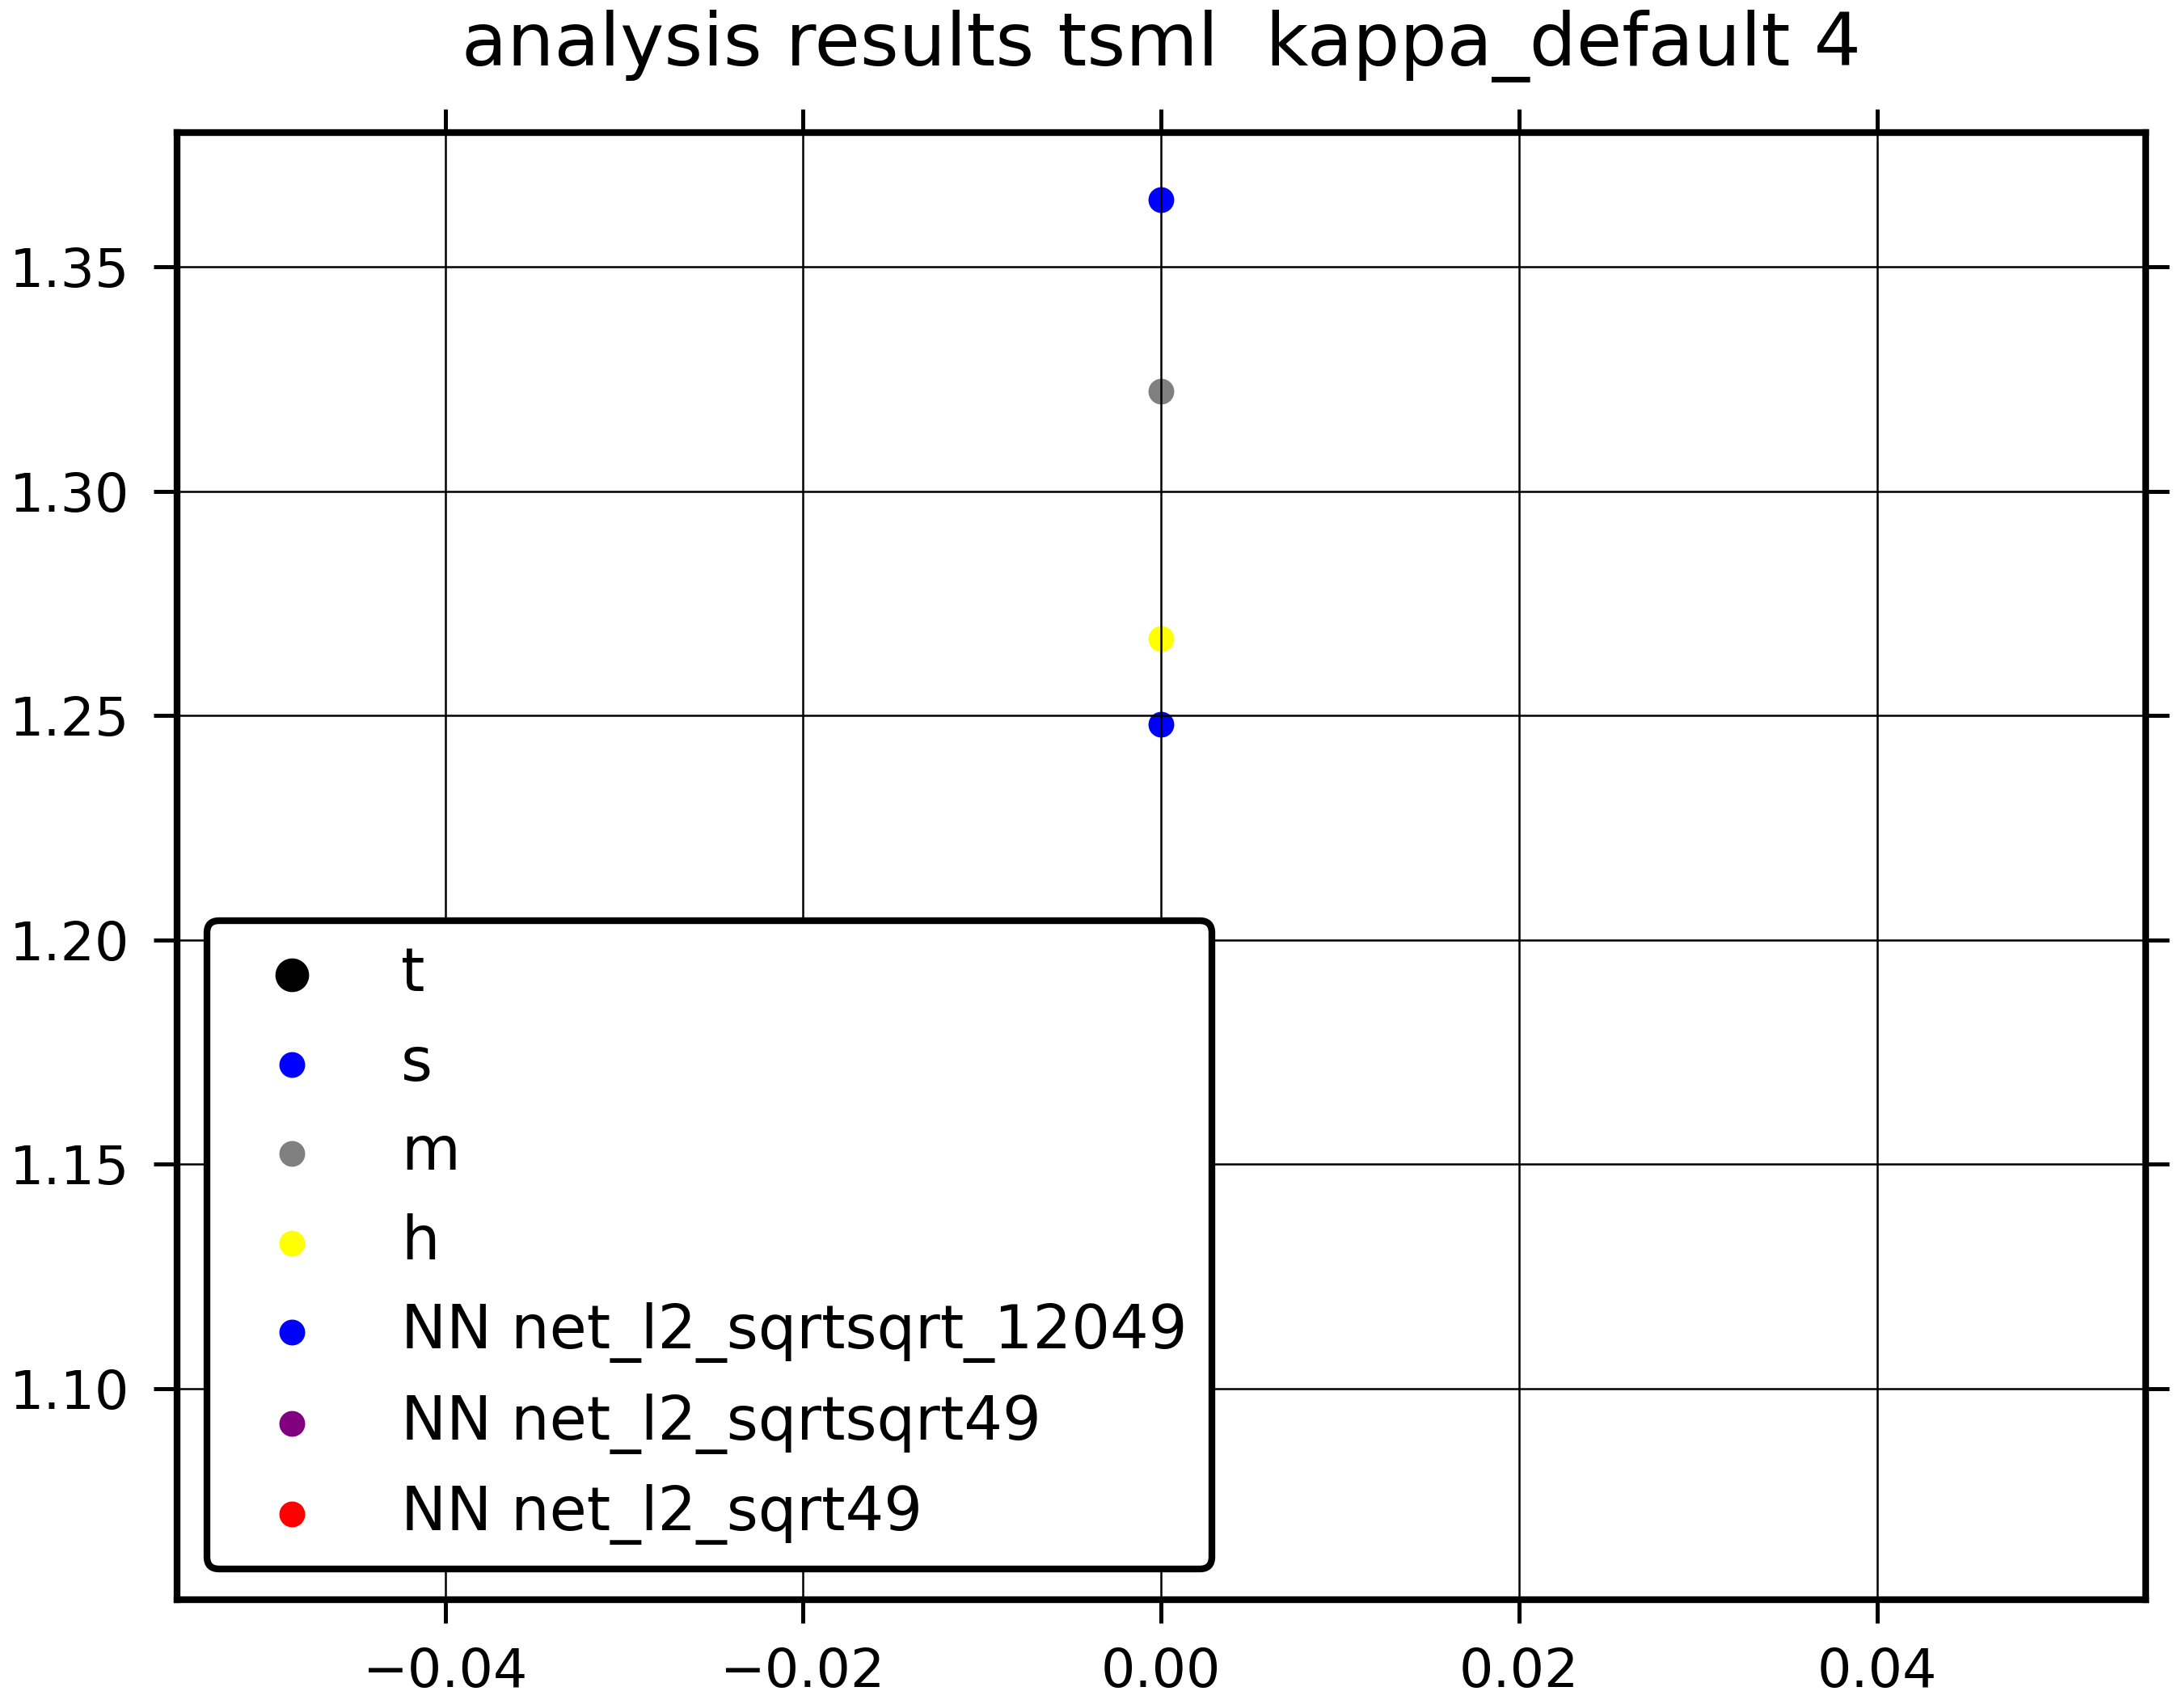 analysis results tsml  kappa_default 4
1.35
1.30
1.25
1.20
1.15
1.10
t
s
m
h
NN net_l2_sqrtsqrt_12049
NN net_l2_sqrtsqrt49
NN net_l2_sqrt49
−0.04 −0.02 0.00 0.02 0.04